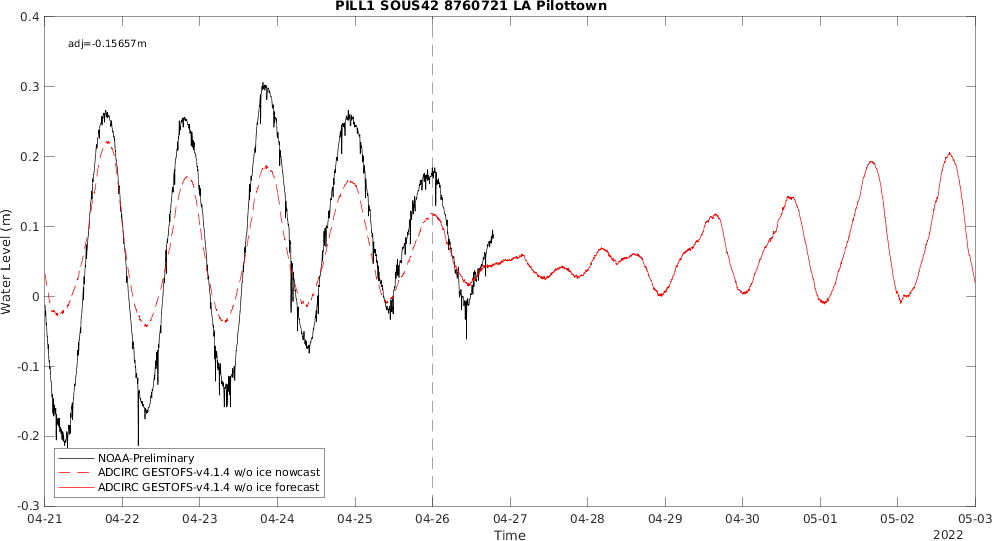 PILL1 SOUS42 8760721 LA Pilottown
adj=-0.15657m
Water Level (m)
0.4
0.3
0.2
0.1
0
-0.1
-0.2
-0.3
NOAA-Preliminary
ADCIRC GESTOFS-v4.1.4 w/o ice nowcast
ADCIRC GESTOFS-v4.1.4 w/o ice forecast
04-21 04-22 04-23 04-24 04-25 04-26 04-27 04-28 04-29 04-30 05-01 05-02 05-03
Time
2022